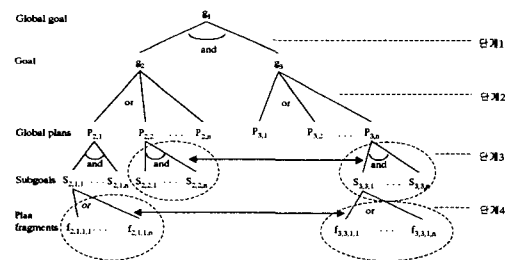 Global goal g1
and 단계1
Goal g2 g3
or or 단계2
Global plans P2,1 P2,2 ... P2,n P3,1 P3,2 ... P3,n
and and and 단계3
Subgoals S2,1,1 ... S2,1,n S2,2,1 ... S2,2,n S3,3,1 ... S3,3,n
or or 단계4
Plan
fragments f2,1,1,1 ... f2,1,1,n f3,3,1,1 ... f3,3,1,n